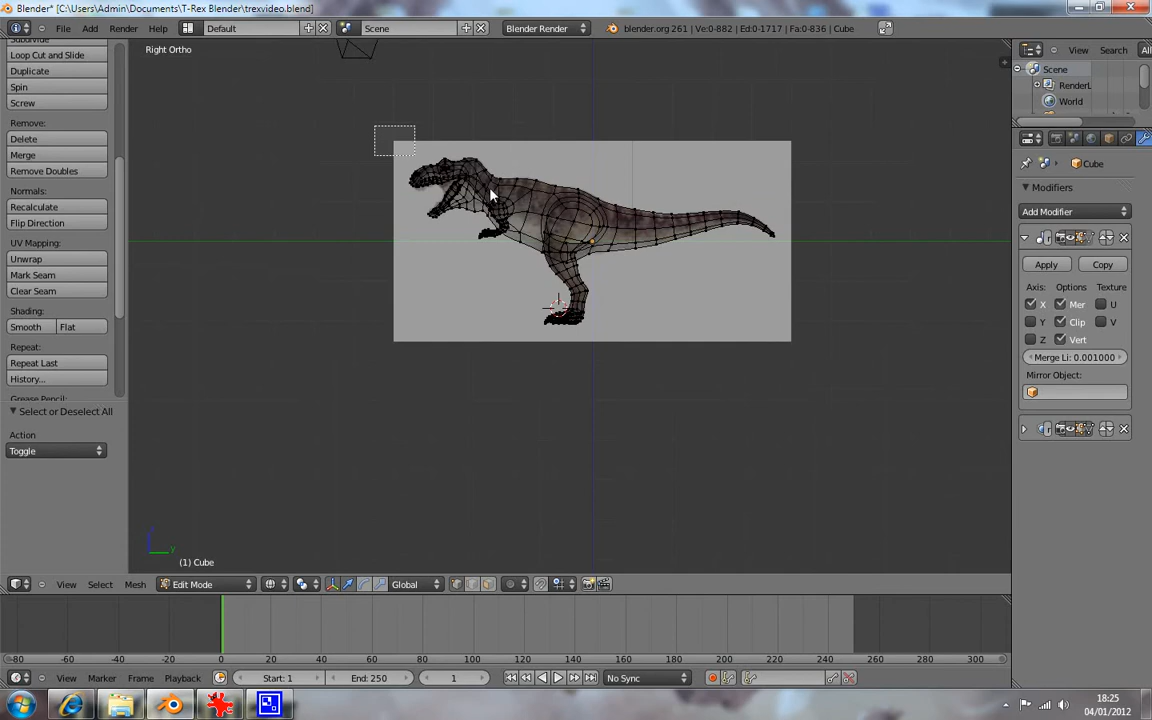 Blender* [C:\Users\Admin\Documents\T-Rex Blender\trexvideo.blend]
File Add Render Help Default Scene Blender Render blender.org 261 | Ve:0-882 | Ed:0-1717 | Fa:0-836 | Cube
Right Ortho
View Search All
Loop Cut and Slide
Duplicate
Spin
Screw
Remove:
Delete
Merge
Remove Doubles
Normals:
Recalculate
Flip Direction
UV Mapping:
Unwrap
Mark Seam
Clear Seam
Shading:
Smooth Flat
Repeat:
Repeat Last
History...
Select or Deselect All
Action
Toggle
Scene
RenderL
World
Cube
Modifiers
Add Modifier
Apply Copy
Axis: Options Texture
X Mer U
Y Clip V
Z Vert
Merge Li: 0.001000
Mirror Object:
z
y
(1) Cube
View Select Mesh Edit Mode Global
-80 -60 -40 -20 0 20 40 60 80 100 120 140 160 180 200 220 240 260 280 300
View Marker Frame Playback Start: 1 End: 250 1 No Sync
18:25
04/01/2012